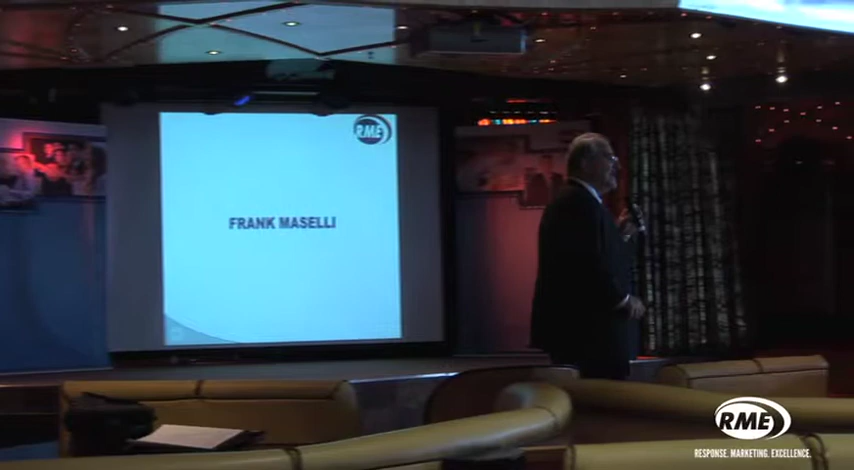 RME
FRANK MASELLI
RME
RESPONSE. MARKETING. EXCELLENCE.